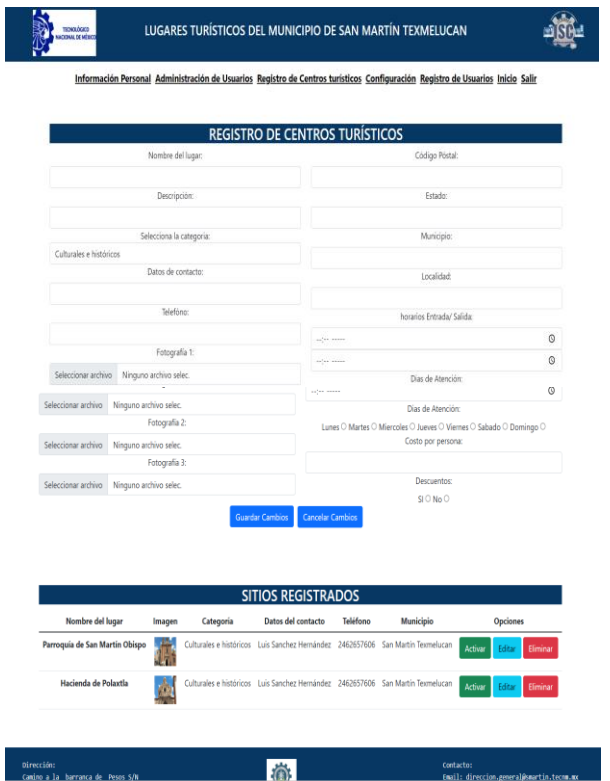 TECNOLÓGICO
NACIONAL DE MÉXICO
LUGARES TURÍSTICOS DEL MUNICIPIO DE SAN MARTÍN TEXMELUCAN
ISC
Información Personal Administración de Usuarios Registro de Centros turísticos Configuración Registro de Usuarios Inicio Salir
REGISTRO DE CENTROS TURÍSTICOS
Nombre del lugar:
Descripción:
Selecciona la categoria:
Culturales e históricos
Datos de contacto:
Telefóno:
Fotografía 1:
Seleccionar archivo Ninguno archivo selec.
Seleccionar archivo Ninguno archivo selec.
Fotografía 2:
Seleccionar archivo Ninguno archivo selec.
Fotografía 3:
Seleccionar archivo Ninguno archivo selec.
Código Póstal:
Estado:
Municipio:
Localidad:
horarios Entrada/ Salida:
--:-- -----
--:-- -----
Dias de Atención:
--:-- -----
Dias de Atención:
Lunes Martes Miercoles Jueves Viernes Sabado Domingo
Costo por persona:
Descuentos:
SI No
Guardar Cambios Cancelar Cambios
SITIOS REGISTRADOS
Nombre del lugar Imagen Categoria Datos del contacto Teléfono Municipio Opciones
Parroquia de San Martín Obispo Culturales e históricos Luis Sanchez Hernández 2462657606 San Martín Texmelucan Activar Editar Eliminar
Hacienda de Polaxtla Culturales e históricos Luis Sanchez Hernández 2462657606 San Martín Texmelucan Activar Editar Eliminar
Dirección:
Camino a la barranca de Pesos S/N
Contacto:
Email: direccion.general@smartin.tecnm.mx